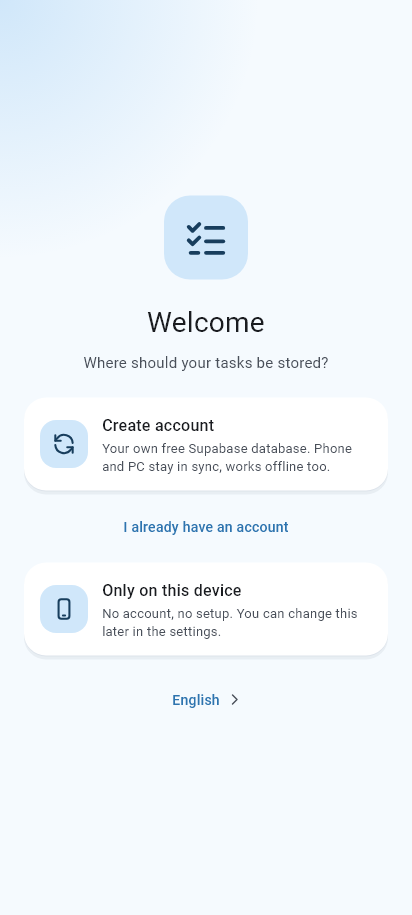 Welcome
Where should your tasks be stored?
Create account
Your own free Supabase database. Phone
and PC stay in sync, works offline too.
I already have an account
Only on this device
No account, no setup. You can change this
later in the settings.
English